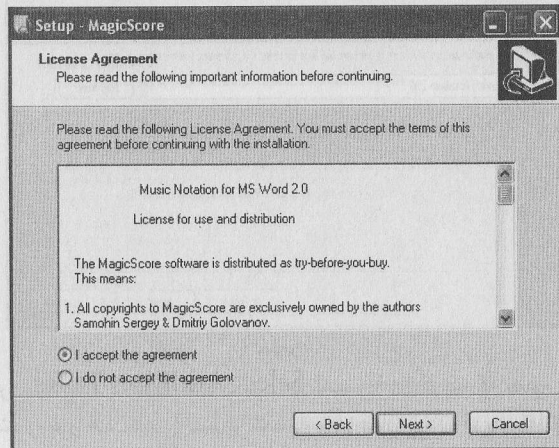 Setup - MagicScore
License Agreement
Please read the following important information before continuing.
Please read the following License Agreement. You must accept the terms of this
agreement before continuing with the installation.
Music Notation for MS Word 2.0
License for use and distribution
The MagicScore software is distributed as try-before-you-buy.
This means:
1. All copyrights to MagicScore are exclusively owned by the authors
Samohin Sergey & Dmitriy Golovanov.
I accept the agreement
I do not accept the agreement
< Back
Next >
Cancel